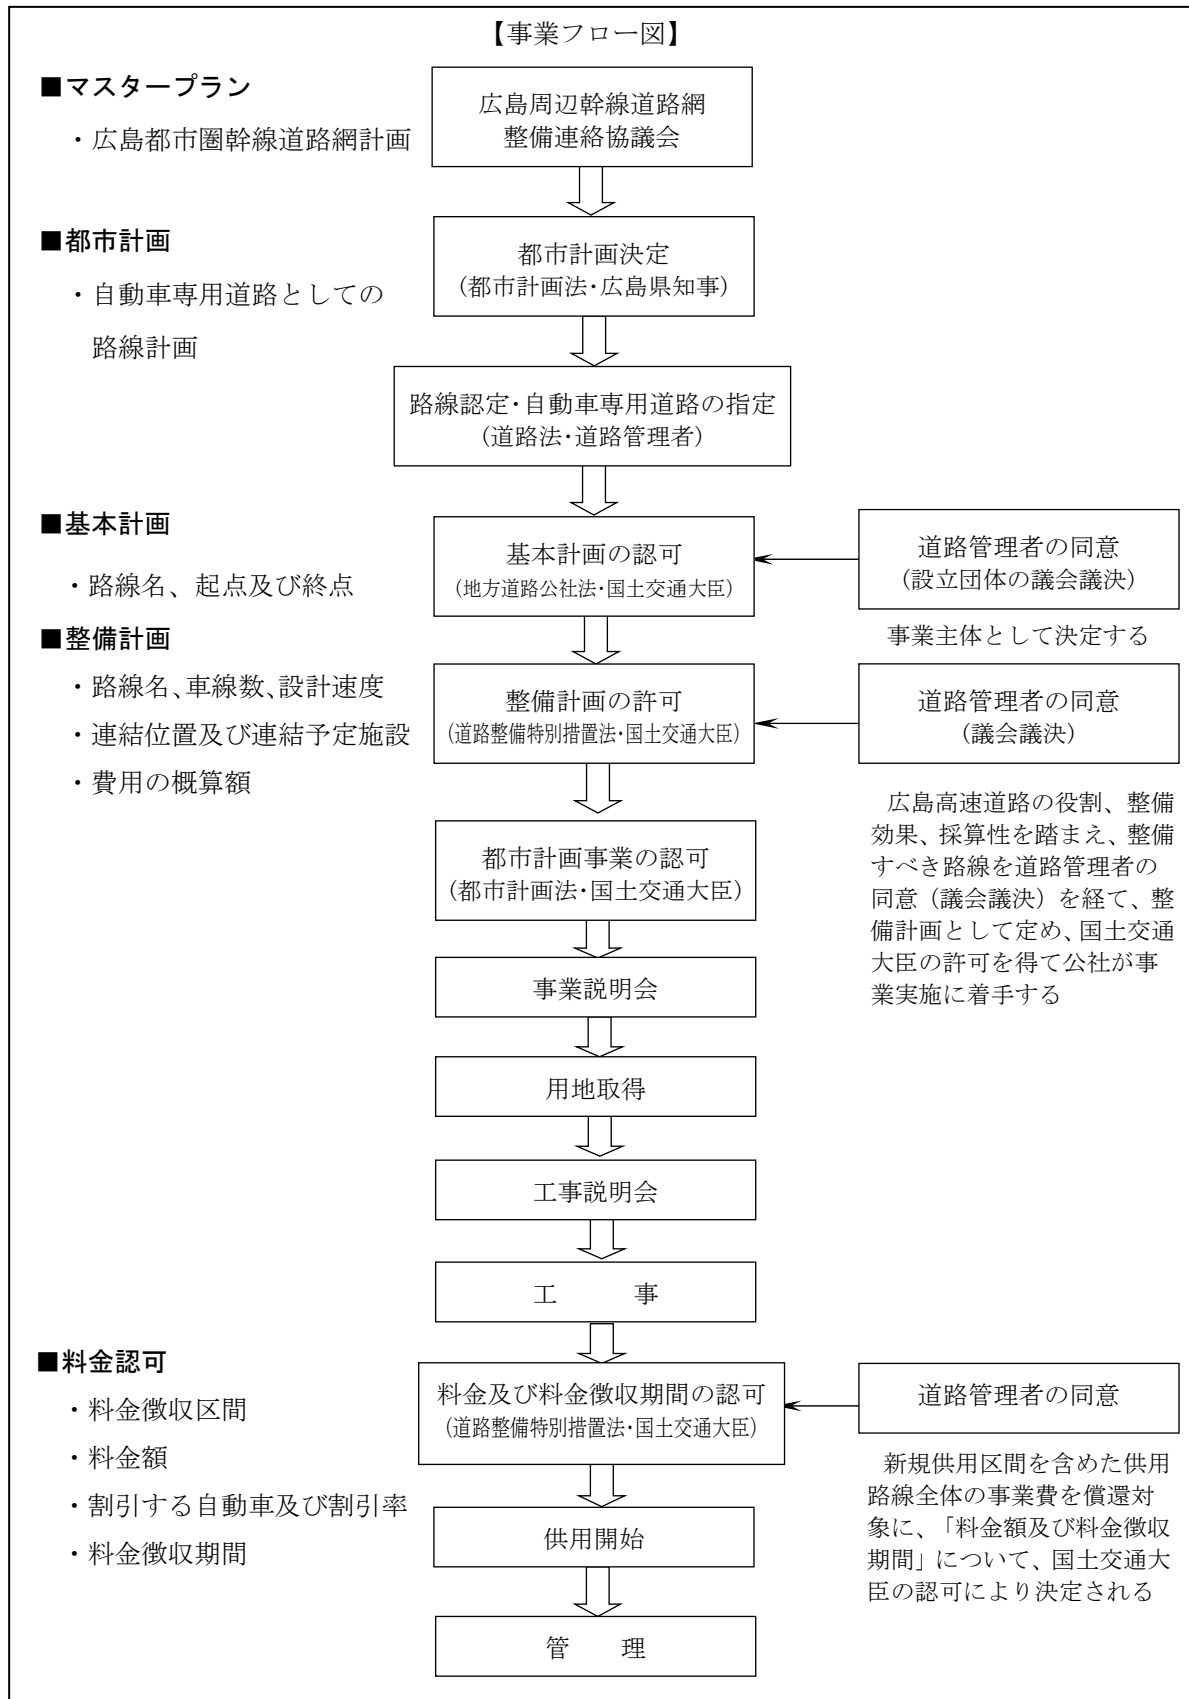 【事業フロー図】
■マスタープラン
・広島都市圏幹線道路網計画
広島周辺幹線道路網
整備連絡協議会
■都市計画
・自動車専用道路としての
路線計画
都市計画決定
(都市計画法・広島県知事)
路線認定・自動車専用道路の指定
(道路法・道路管理者)
■基本計画
・路線名、起点及び終点
基本計画の認可
(地方道路公社法・国土交通大臣)
道路管理者の同意
(設立団体の議会議決)
事業主体として決定する
■整備計画
・路線名、車線数、設計速度
・連結位置及び連結予定施設
・費用の概算額
整備計画の許可
(道路整備特別措置法・国土交通大臣)
道路管理者の同意
(議会議決)
広島高速道路の役割、整備
効果、採算性を踏まえ、整備
すべき路線を道路管理者の
同意(議会議決)を経て、整
備計画として定め、国土交通
大臣の許可を得て公社が事
業実施に着手する
都市計画事業の認可
(都市計画法・国土交通大臣)
事業説明会
用地取得
工事説明会
工　事
■料金認可
・料金徴収区間
・料金額
・割引する自動車及び割引率
・料金徴収期間
料金及び料金徴収期間の認可
(道路整備特別措置法・国土交通大臣)
道路管理者の同意
新規供用区間を含めた供用
路線全体の事業費を償還対
象に、「料金額及び料金徴収
期間」について、国土交通大
臣の認可により決定される
供用開始
管　理